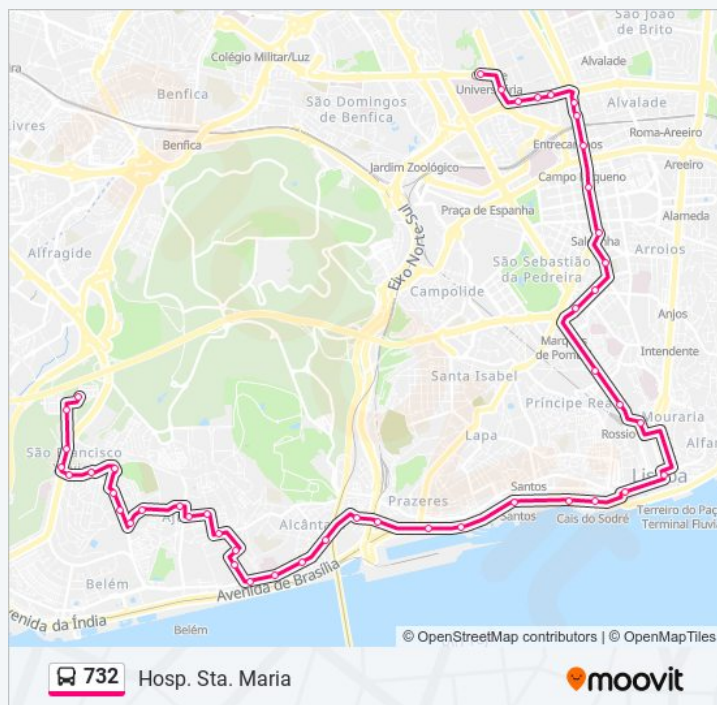 SÃO JOÃO
DE BRITO
Colégio Militar/Luz
Alvalade
Universitária
BENFICA
SÃO DOMINGOS
DE BENFICA
ALVALADE
Roma-Areeiro
Benfica
Entrecampos
Jardim Zoológico
AREEIRO
Campo Pequeno
Praça de Espanha
Alameda
ALFRAGIDE
Eixo Norte-Sul
Saldanha
ARROIOS
SÃO SEBASTIÃO
DA PEDREIRA
CAMPOLIDE
Anjos
Marquês
de Pombal
Intendente
SANTA ISABEL
PRÍNCIPE REAL
MOURARIA
LAPA
Rossio
SÃO FRANCISCO
Lisboa
PRAZERES
SANTOS
Santos
Cais do Sodré
Terreiro do Paço
Terminal Fluvi
ALCÂNTARA
BELÉM
Avenida de Brasília
venida da Índia
Belém
© OpenStreetMap contributors | © OpenMapTiles
732 Hosp. Sta. Maria
moovit